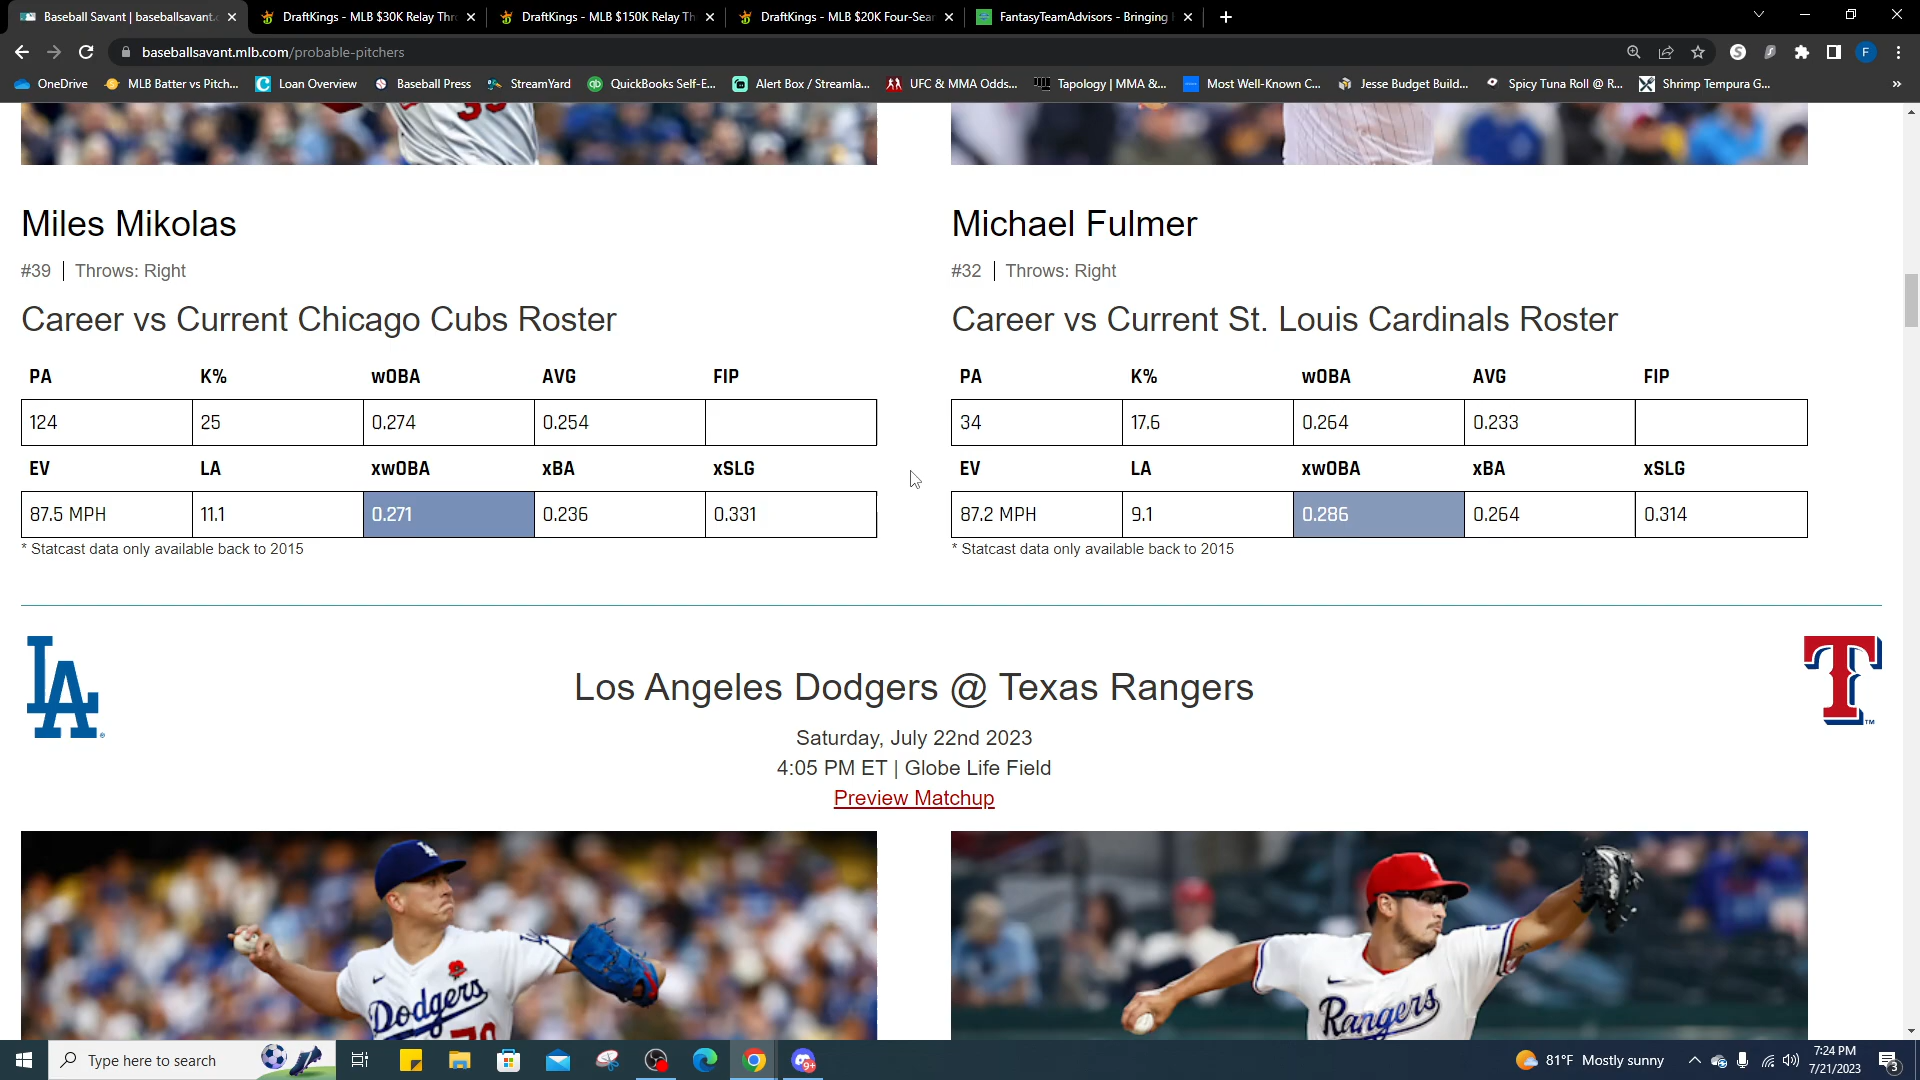 Baseball Savant | baseballsavant.
DraftKings - MLB $30K Relay Thr
DraftKings - MLB $150K Relay Th
DraftKings - MLB $20K Four-Sea
FantasyTeamAdvisors - Bringing
baseballsavant.mlb.com/probable-pitchers
F
OneDrive
MLB Batter vs Pitch...
Loan Overview
Baseball Press
StreamYard
QuickBooks Self-E...
Alert Box / Streamla...
UFC & MMA Odds...
Tapology | MMA &...
Most Well-Known C...
Jesse Budget Build...
Spicy Tuna Roll @ R...
Shrimp Tempura G...
Miles Mikolas
#39 | Throws: Right
Career vs Current Chicago Cubs Roster
PA K% wOBA AVG FIP
124 25 0.274 0.254
EV LA xwOBA xBA xSLG
87.5 MPH 11.1 0.271 0.236 0.331
* Statcast data only available back to 2015
Michael Fulmer
#32 | Throws: Right
Career vs Current St. Louis Cardinals Roster
PA K% wOBA AVG FIP
34 17.6 0.264 0.233
EV LA xwOBA xBA xSLG
87.2 MPH 9.1 0.286 0.264 0.314
* Statcast data only available back to 2015
LA
Los Angeles Dodgers @ Texas Rangers
T
Saturday, July 22nd 2023
4:05 PM ET | Globe Life Field
Preview Matchup
Dodgers
Rangers
Type here to search
9+
81°F Mostly sunny
7:24 PM
7/21/2023
3